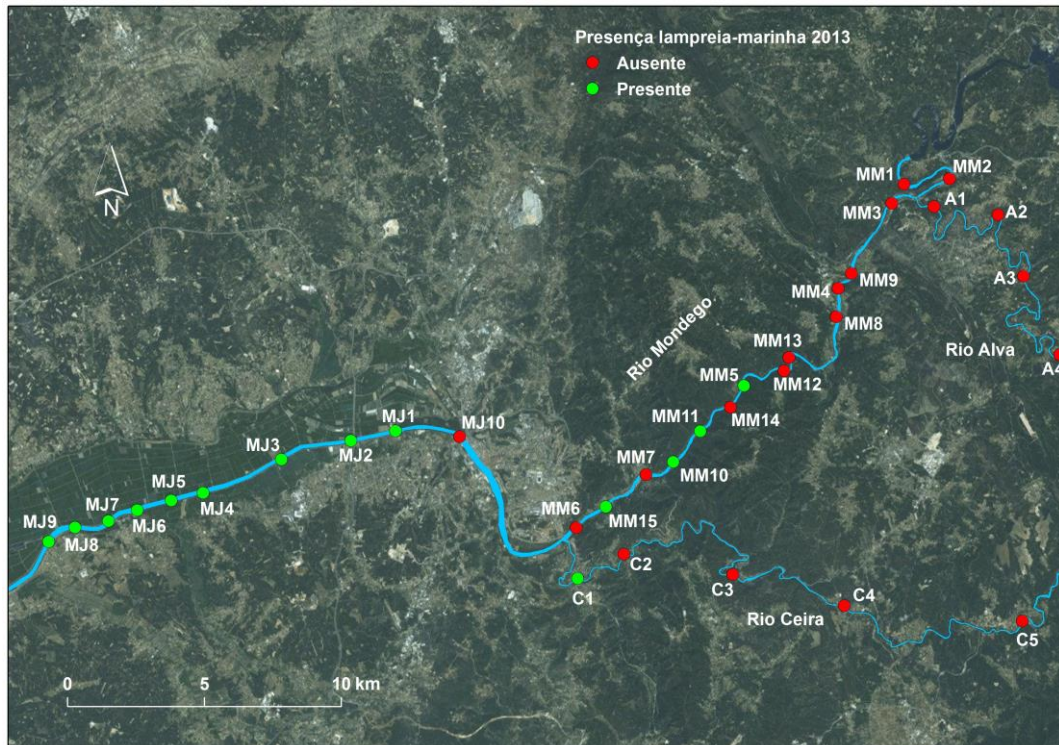 Presença lampreia-marinha 2013
Ausente
Presente
N
MM1
MM2
MM3
A1
A2
A3
MM9
MM4
MM8
Rio Mondego
MM13
Rio Alva
A4
MM12
MM5
MM14
MM11
MJ1
MJ10
MJ2
MJ3
MM7
MM10
MJ5
MJ4
MJ7
MJ6
MJ9
MJ8
MM6
MM15
C2
C1
C3
C4
Rio Ceira
C5
0 5 10 km